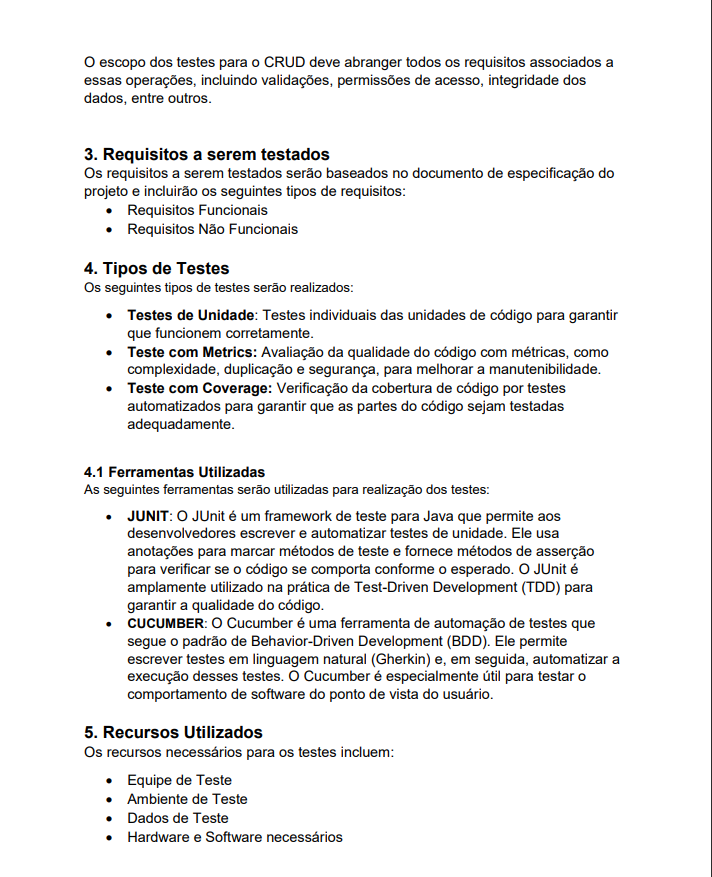 O escopo dos testes para o CRUD deve abranger todos os requisitos associados a
essas operações, incluindo validações, permissões de acesso, integridade dos
dados, entre outros.
3. Requisitos a serem testados
Os requisitos a serem testados serão baseados no documento de especificação do
projeto e incluirão os seguintes tipos de requisitos:
• Requisitos Funcionais
• Requisitos Não Funcionais
4. Tipos de Testes
Os seguintes tipos de testes serão realizados:
• Testes de Unidade: Testes individuais das unidades de código para garantir
que funcionem corretamente.
• Teste com Metrics: Avaliação da qualidade do código com métricas, como
complexidade, duplicação e segurança, para melhorar a manutenibilidade.
• Teste com Coverage: Verificação da cobertura de código por testes
automatizados para garantir que as partes do código sejam testadas
adequadamente.
4.1 Ferramentas Utilizadas
As seguintes ferramentas serão utilizadas para realização dos testes:
• JUNIT: O JUnit é um framework de teste para Java que permite aos
desenvolvedores escrever e automatizar testes de unidade. Ele usa
anotações para marcar métodos de teste e fornece métodos de asserção
para verificar se o código se comporta conforme o esperado. O JUnit é
amplamente utilizado na prática de Test-Driven Development (TDD) para
garantir a qualidade do código.
• CUCUMBER: O Cucumber é uma ferramenta de automação de testes que
segue o padrão de Behavior-Driven Development (BDD). Ele permite
escrever testes em linguagem natural (Gherkin) e, em seguida, automatizar a
execução desses testes. O Cucumber é especialmente útil para testar o
comportamento de software do ponto de vista do usuário.
5. Recursos Utilizados
Os recursos necessários para os testes incluem:
• Equipe de Teste
• Ambiente de Teste
• Dados de Teste
• Hardware e Software necessários